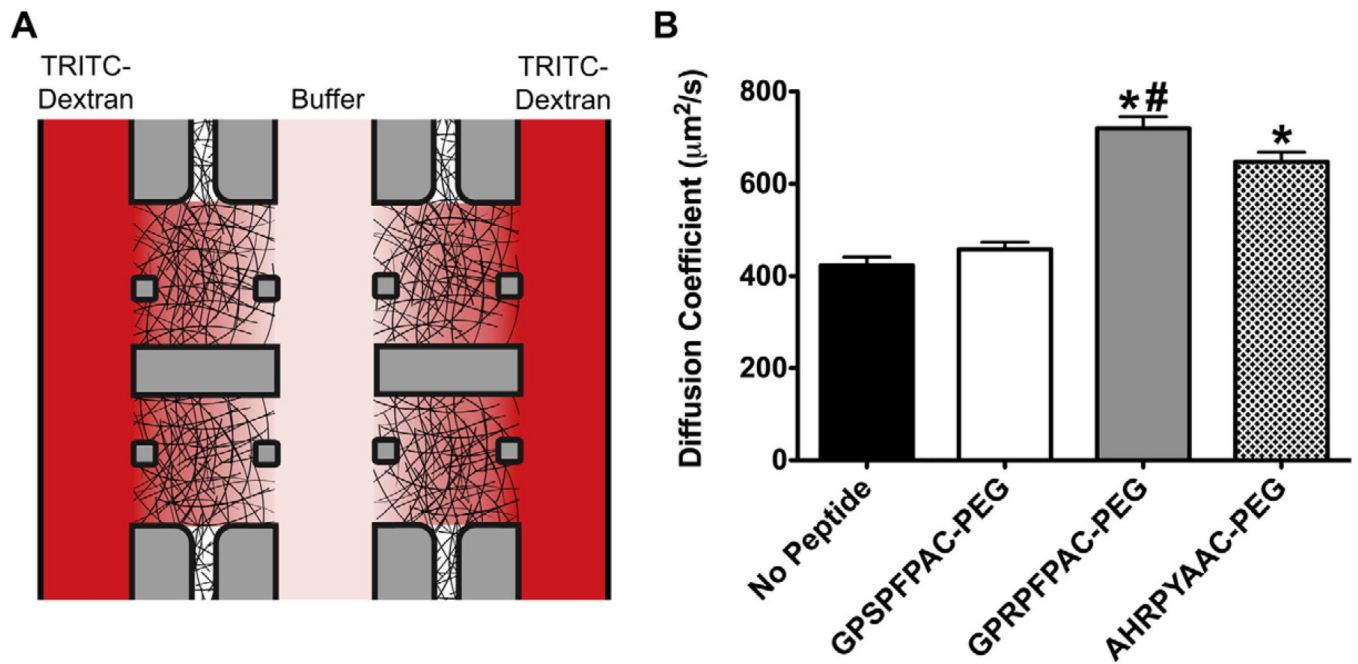 A
TRITC-
Dextran
Buffer
TRITC-
Dextran
B
Diffusion Coefficient (μm²/s)
800
600
400
200
0
*#
*
No Peptide
GPSPFPAC-PEG
GPRPFPAC-PEG
AHRPYAAC-PEG